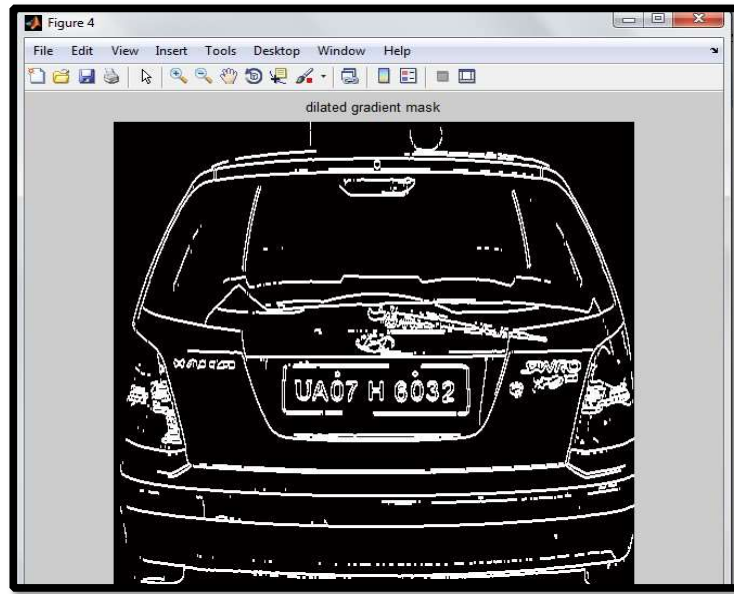 Figure 4
File Edit View Insert Tools Desktop Window Help
dilated gradient mask
UA07 H 6032